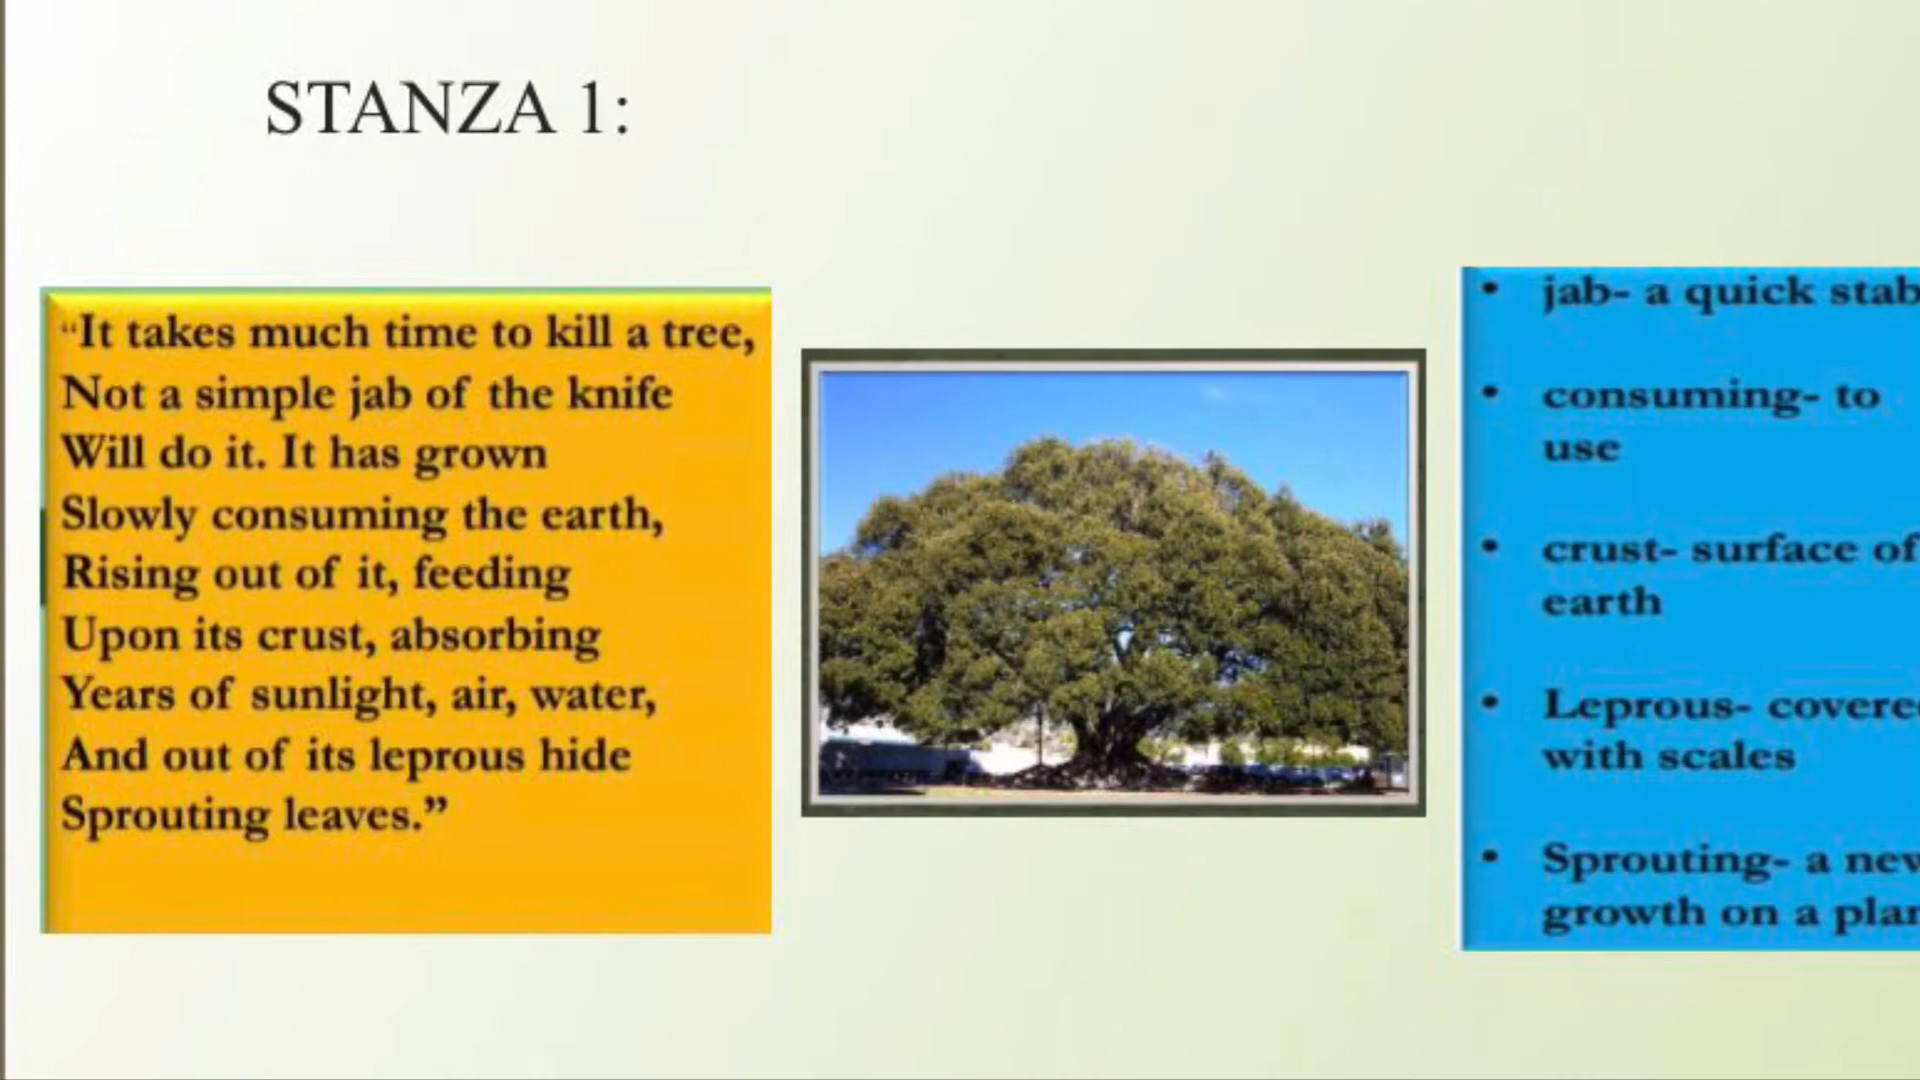 STANZA 1:
“It takes much time to kill a tree,
Not a simple jab of the knife
Will do it. It has grown
Slowly consuming the earth,
Rising out of it, feeding
Upon its crust, absorbing
Years of sunlight, air, water,
And out of its leprous hide
Sprouting leaves.”
• jab- a quick stab
• consuming- to
use
• crust- surface of
earth
• Leprous- covere
with scales
• Sprouting- a new
growth on a plan